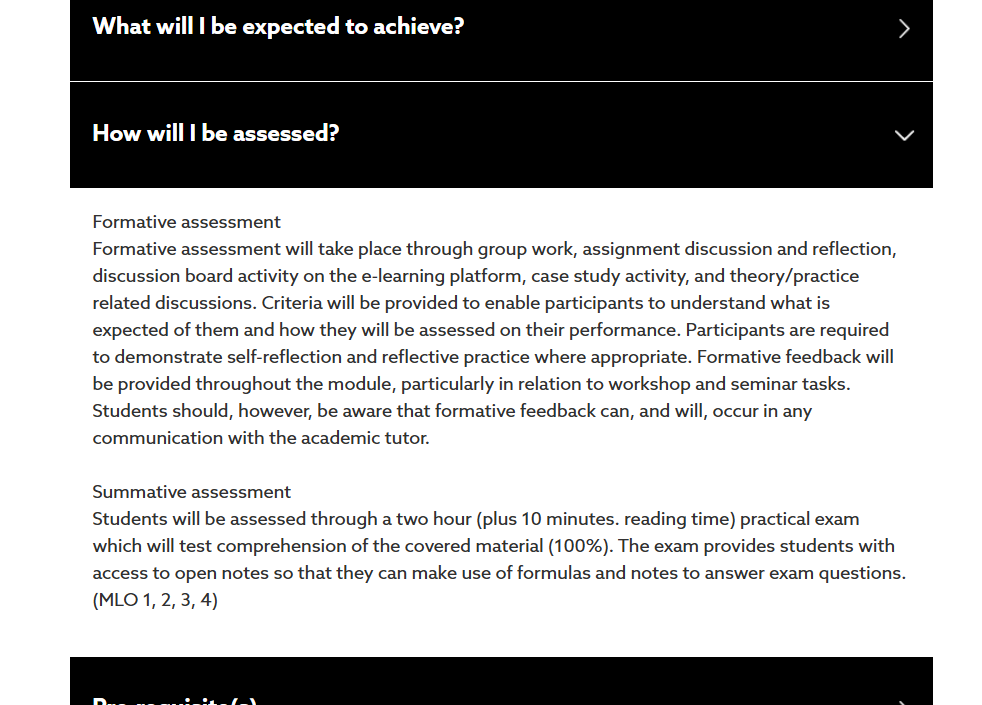 What will I be expected to achieve?
How will I be assessed?
Formative assessment
Formative assessment will take place through group work, assignment discussion and reflection,
discussion board activity on the e-learning platform, case study activity, and theory/practice
related discussions. Criteria will be provided to enable participants to understand what is
expected of them and how they will be assessed on their performance. Participants are required
to demonstrate self-reflection and reflective practice where appropriate. Formative feedback will
be provided throughout the module, particularly in relation to workshop and seminar tasks.
Students should, however, be aware that formative feedback can, and will, occur in any
communication with the academic tutor.
Summative assessment
Students will be assessed through a two hour (plus 10 minutes. reading time) practical exam
which will test comprehension of the covered material (100%). The exam provides students with
access to open notes so that they can make use of formulas and notes to answer exam questions.
(MLO 1, 2, 3, 4)
Pre-requisite(s)